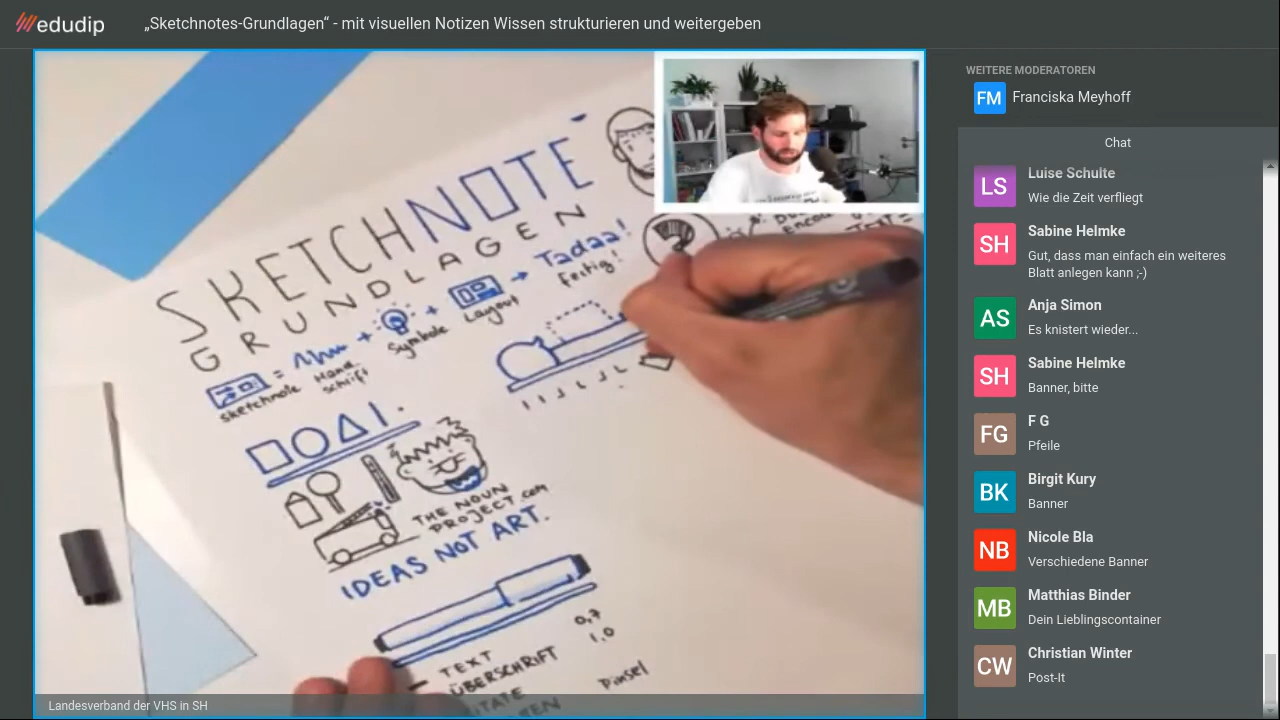 edudip
„Sketchnotes-Grundlagen“ - mit visuellen Notizen Wissen strukturieren und weitergeben
SKETCHNOTE
GRUNDLAGEN
Sketchnote = Hand-schrift + Symbole + Layout → Tadaa! fertig!
THE NOUN
PROJECT.com
IDEAS NOT ART.
0,7
1,0
TEXT
ÜBERSCHRIFT
Pinsel
Landesverband der VHS in SH
WEITERE MODERATOREN
FM
Franciska Meyhoff
Chat
LS
Luise Schulte
Wie die Zeit verfliegt
SH
Sabine Helmke
Gut, dass man einfach ein weiteres
Blatt anlegen kann ;-)
AS
Anja Simon
Es knistert wieder...
SH
Sabine Helmke
Banner, bitte
FG
F G
Pfeile
BK
Birgit Kury
Banner
NB
Nicole Bla
Verschiedene Banner
MB
Matthias Binder
Dein Lieblingscontainer
CW
Christian Winter
Post-It